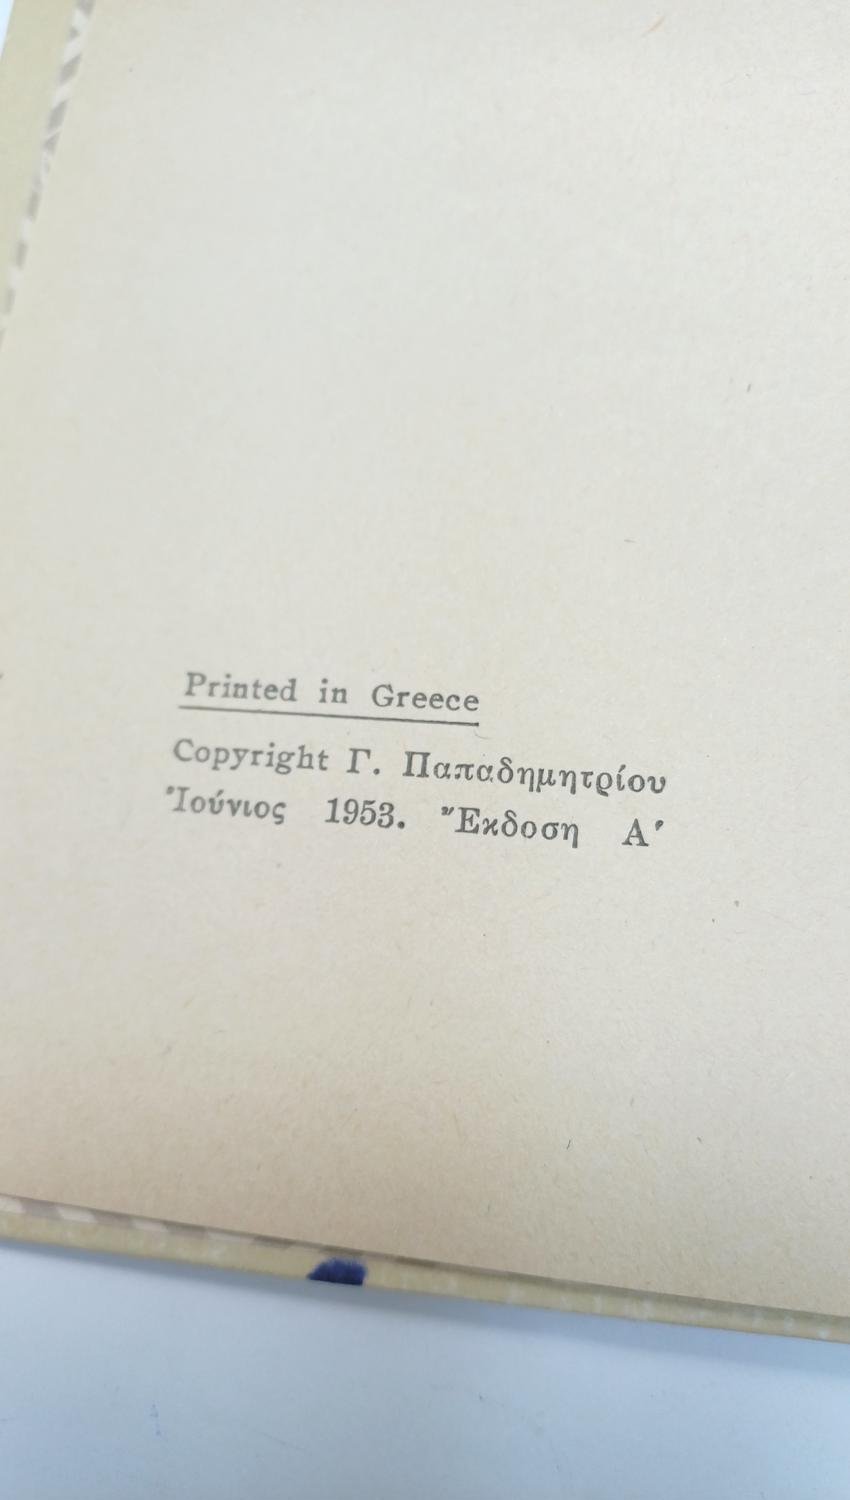 Printed in Greece
Copyright Γ. Παπαδημητρίου
Ἰούνιος 1953. Ἔκδοση Α΄